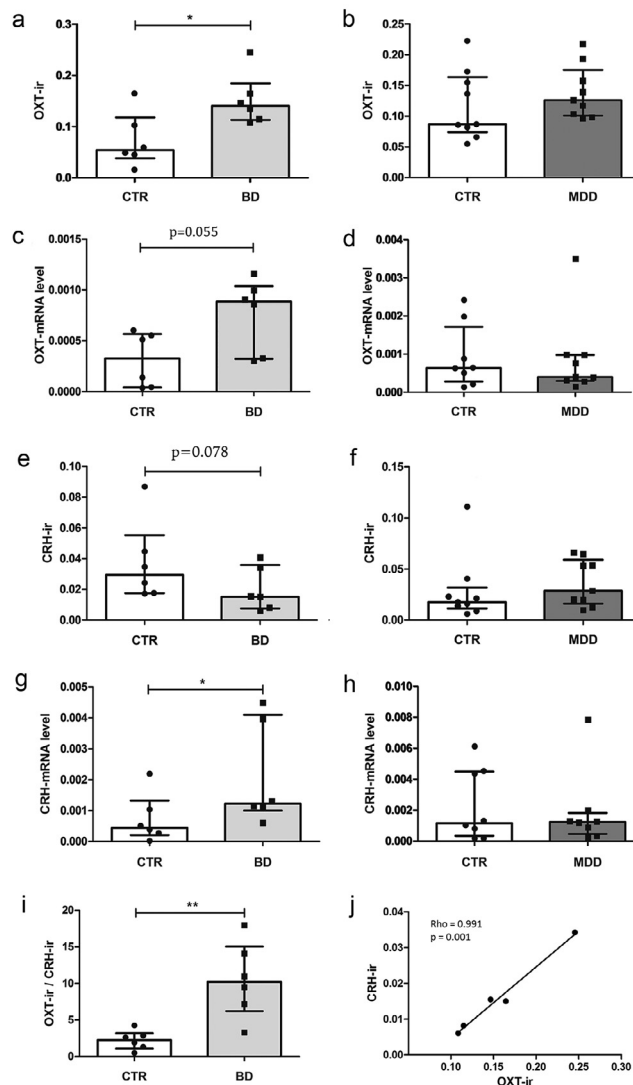 a
b
*
OXT-ir
0.3
0.2
0.1
0.0
CTR
BD
OXT-ir
0.25
0.20
0.15
0.10
0.05
0.00
CTR
MDD
c
d
p=0.055
OXT-mRNA level
0.0015
0.0010
0.0005
0.0000
CTR
BD
OXT-mRNA level
0.004
0.003
0.002
0.001
0.000
CTR
MDD
e
f
p=0.078
CRH-ir
0.10
0.08
0.06
0.04
0.02
0.00
CTR
BD
CRH-ir
0.15
0.10
0.05
0.00
CTR
MDD
g
h
*
CRH-mRNA level
0.005
0.004
0.003
0.002
0.001
0.000
CTR
BD
CRH-mRNA level
0.010
0.008
0.006
0.004
0.002
0.000
CTR
MDD
i
j
**
OXT-ir / CRH-ir
20
15
10
5
0
CTR
BD
Rho = 0.991
p = 0.001
CRH-ir
0.04
0.03
0.02
0.01
0.00
0.10
0.15
0.20
0.25
0.30
OXT-ir